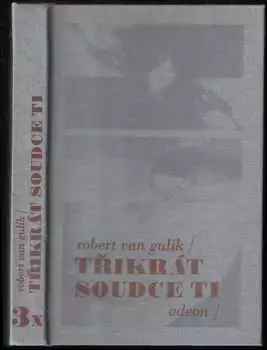 robert van gulik /
TŘIKRÁT
SOUDCE TI
odeon /
robert van gulik /
TŘIKRÁT SOUDCE TI
3x